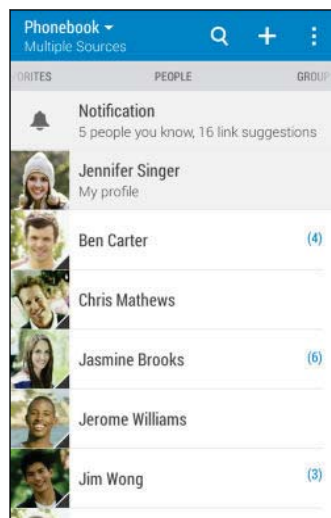 Phonebook
Multiple Sources
ORITES PEOPLE GROUP
Notification
5 people you know, 16 link suggestions
Jennifer Singer
My profile
Ben Carter (4)
Chris Mathews
Jasmine Brooks (6)
Jerome Williams
Jim Wong (3)